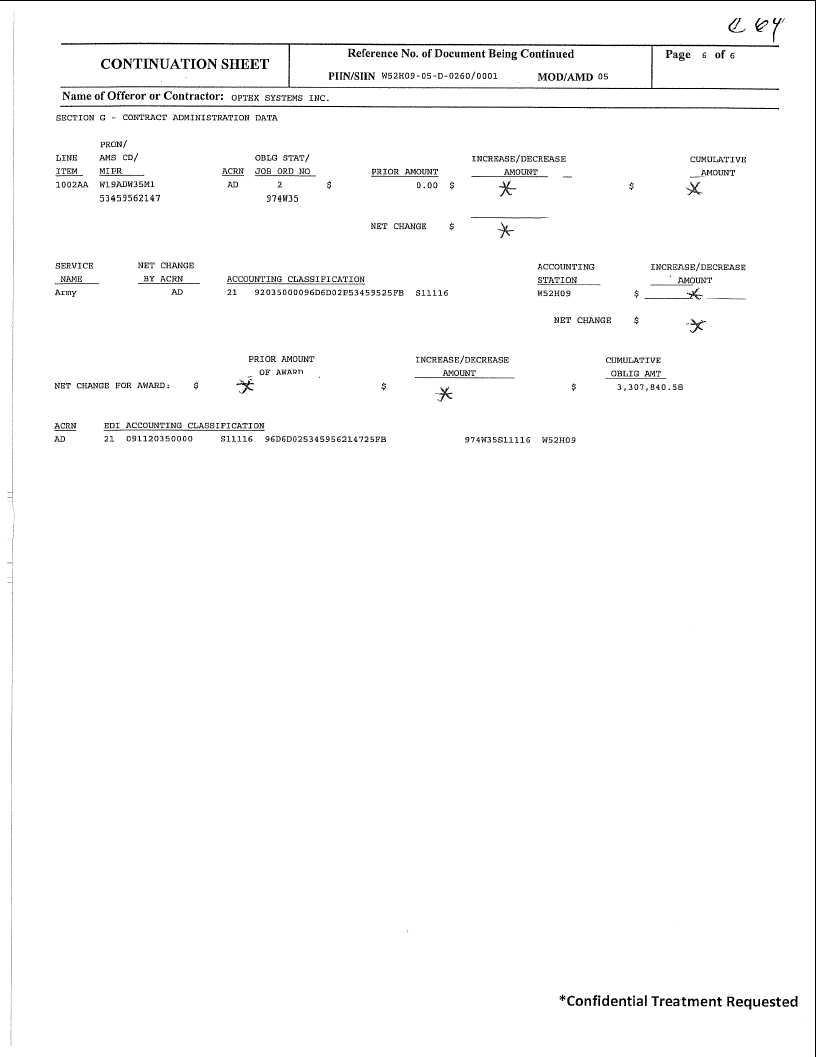 CONTINUATION SHEET
Reference No. of Document Being Continued
PIIN/SIIN W52H09-05-D-0260/0001 MOD/AMD 05
Page 6 of 6
Name of Offeror or Contractor: OPTEX SYSTEMS INC.
SECTION G - CONTRACT ADMINISTRATION DATA
PRON/
LINE AMS CD/ OBLG STAT/ INCREASE/DECREASE CUMULATIVE
ITEM MIPR ACRN JOB ORD NO PRIOR AMOUNT AMOUNT AMOUNT
1002AA W19ADW35M1 AD 2 $ 0.00 $ * $ *
53459562147 974W35
NET CHANGE $ *
SERVICE NET CHANGE ACCOUNTING INCREASE/DECREASE
NAME BY ACRN ACCOUNTING CLASSIFICATION STATION AMOUNT
Army AD 21 92035000096D6D02P53459525FB S11116 W52H09 $ *
NET CHANGE $ *
PRIOR AMOUNT INCREASE/DECREASE CUMULATIVE
OF AWARD AMOUNT OBLIG AMT
NET CHANGE FOR AWARD: $ * $ * $ 3,307,840.58
ACRN EDI ACCOUNTING CLASSIFICATION
AD 21 091120350000 S11116 96D6D025345956214725FB 974W35S11116 W52H09
*Confidential Treatment Requested